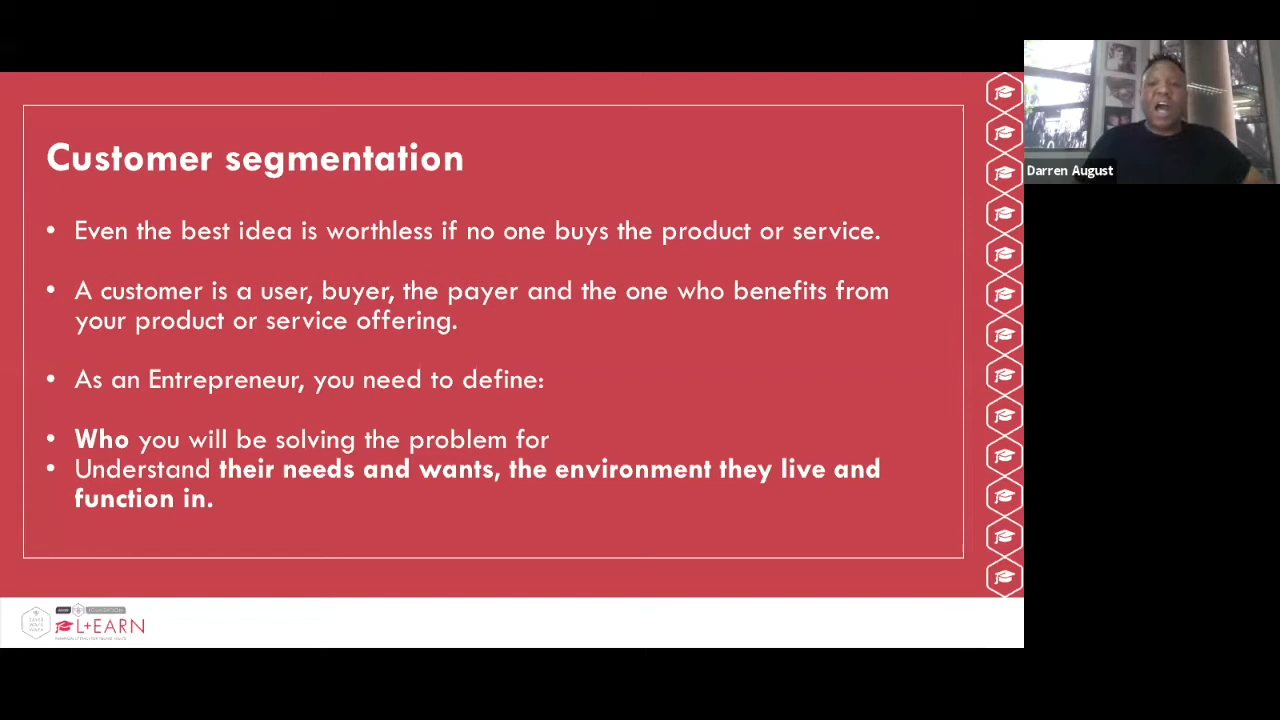 Customer segmentation
• Even the best idea is worthless if no one buys the product or service.
• A customer is a user, buyer, the payer and the one who benefits from
your product or service offering.
• As an Entrepreneur, you need to define:
• Who you will be solving the problem for
• Understand their needs and wants, the environment they live and
function in.
Darren August
L+EARN